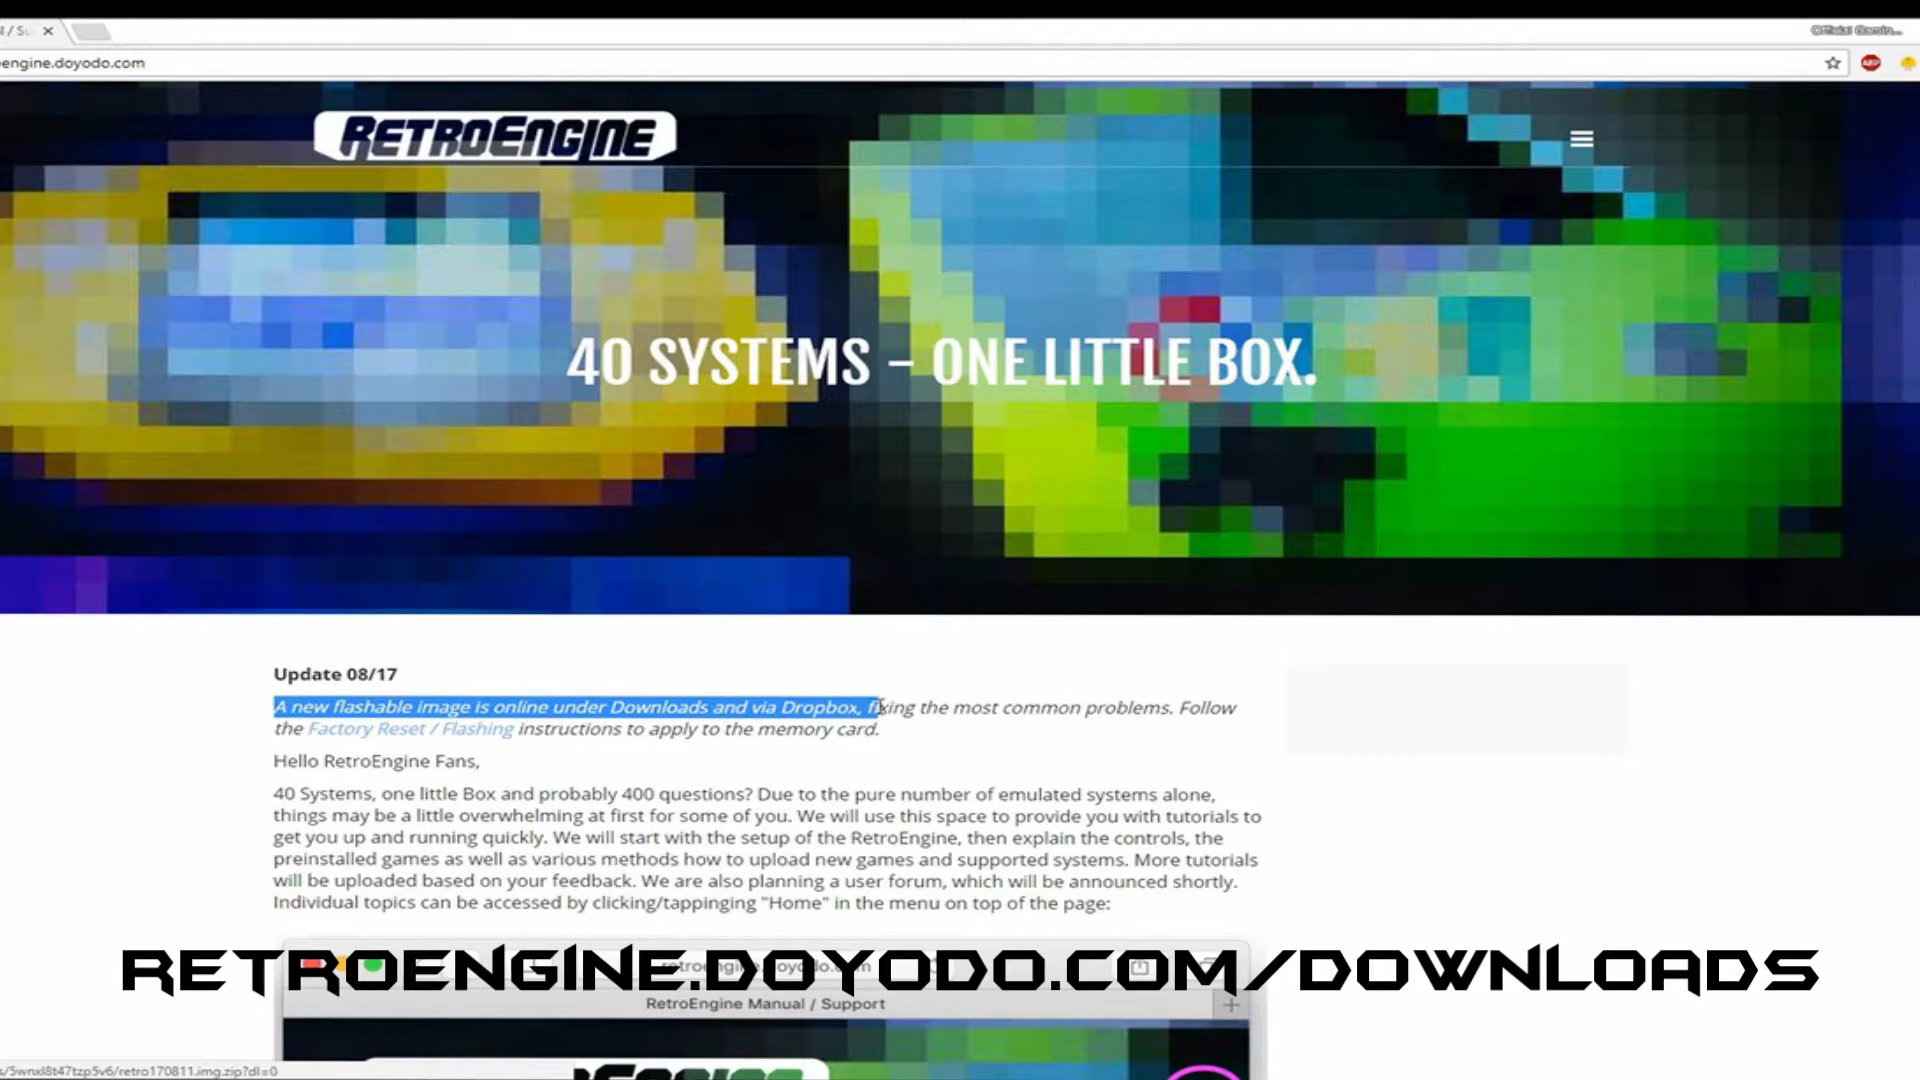 engine.doyodo.com
ABP
RETROENGINE
40 SYSTEMS – ONE LITTLE BOX.
Update 08/17
A new flashable image is online under Downloads and via Dropbox, fixing the most common problems. Follow
the Factory Reset / Flashing instructions to apply to the memory card.
Hello RetroEngine Fans,
40 Systems, one little Box and probably 400 questions? Due to the pure number of emulated systems alone,
things may be a little overwhelming at first for some of you. We will use this space to provide you with tutorials to
get you up and running quickly. We will start with the setup of the RetroEngine, then explain the controls, the
preinstalled games as well as various methods how to upload new games and supported systems. More tutorials
will be uploaded based on your feedback. We are also planning a user forum, which will be announced shortly.
Individual topics can be accessed by clicking/tappinging "Home" in the menu on top of the page:
RETROENGINE.DOYODO.COM/DOWNLOADS
RetroEngine Manual / Support
s/5wnxl8t47tzp5v6/retro170811.img.zip?dl=0